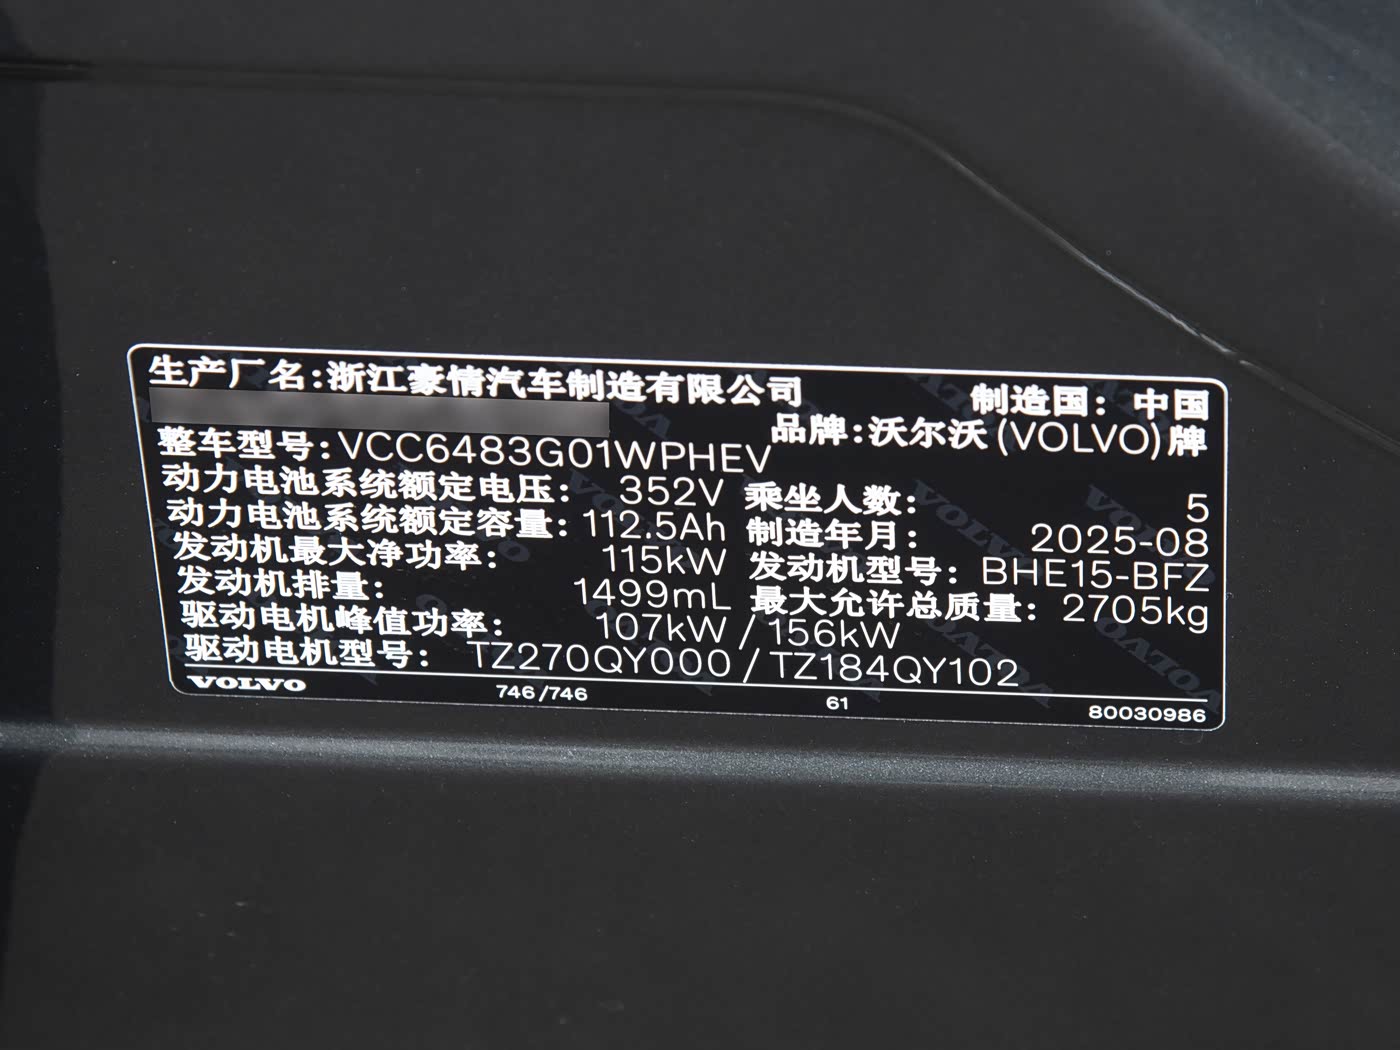 生产厂名:浙江豪情汽车制造有限公司 制造国: 中国
品牌:沃尔沃(VOLVO)牌
整车型号:VCC6483G01WPHEV
动力电池系统额定电压: 352V 乘坐人数: 5
动力电池系统额定容量: 112.5Ah 制造年月: 2025-08
发动机最大净功率: 115kW 发动机型号: BHE15-BFZ
发动机排量: 1499mL 最大允许总质量: 2705kg
驱动电机峰值功率: 107kW / 156kW
驱动电机型号: TZ270QY000 / TZ184QY102
VOLVO 746/746 61 80030986